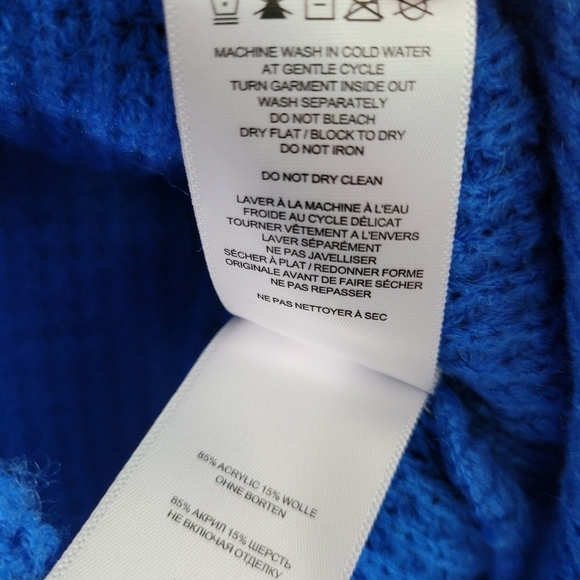 MACHINE WASH IN COLD WATER
AT GENTLE CYCLE
TURN GARMENT INSIDE OUT
WASH SEPARATELY
DO NOT BLEACH
DRY FLAT / BLOCK TO DRY
DO NOT IRON
DO NOT DRY CLEAN
LAVER À LA MACHINE À L'EAU
FROIDE AU CYCLE DÉLICAT
TOURNER VÊTEMENT A L'ENVERS
LAVER SÉPARÉMENT
NE PAS JAVELLISER
SÉCHER À PLAT / REDONNER FORME
ORIGINALE AVANT DE FAIRE SÉCHER
NE PAS REPASSER
NE PAS NETTOYER À SEC
85% ACRYLIC 15% WOLLE
OHNE BORTEN
85% АКРИЛ 15% ШЕРСТЬ
НЕ ВКЛЮЧАЯ ОТДЕЛКУ